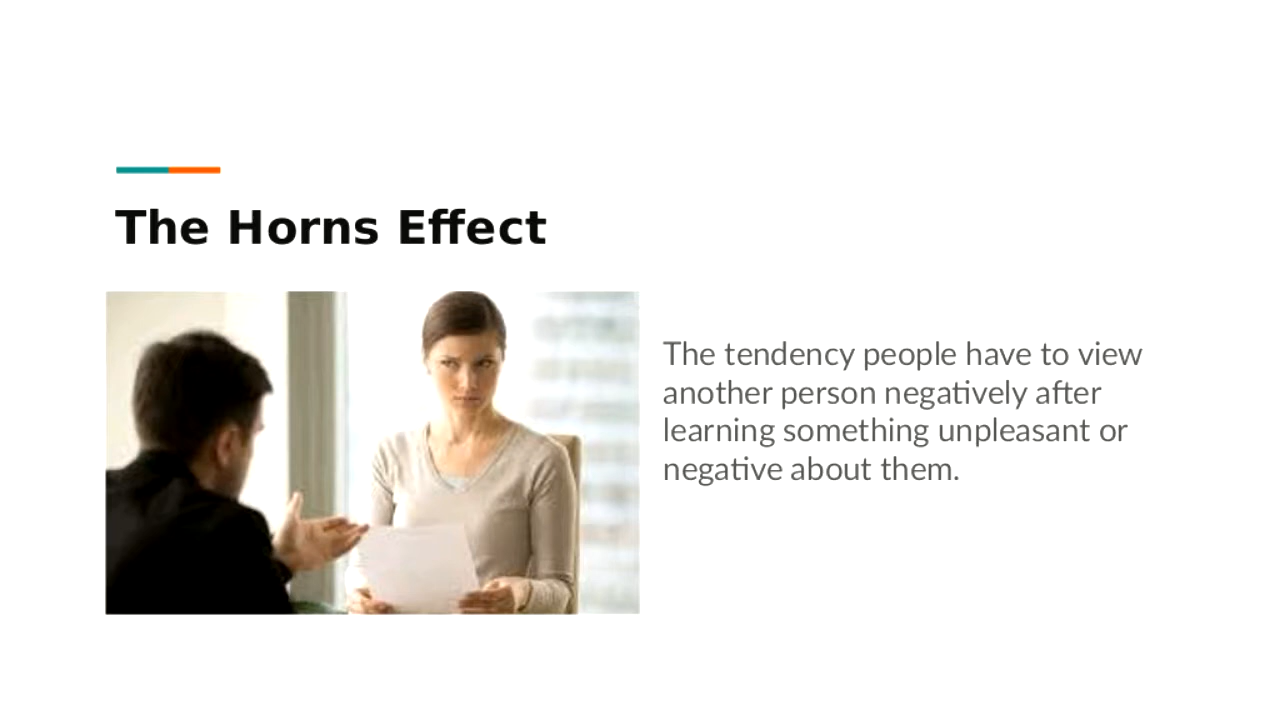 The Horns Effect
The tendency people have to view
another person negatively after
learning something unpleasant or
negative about them.